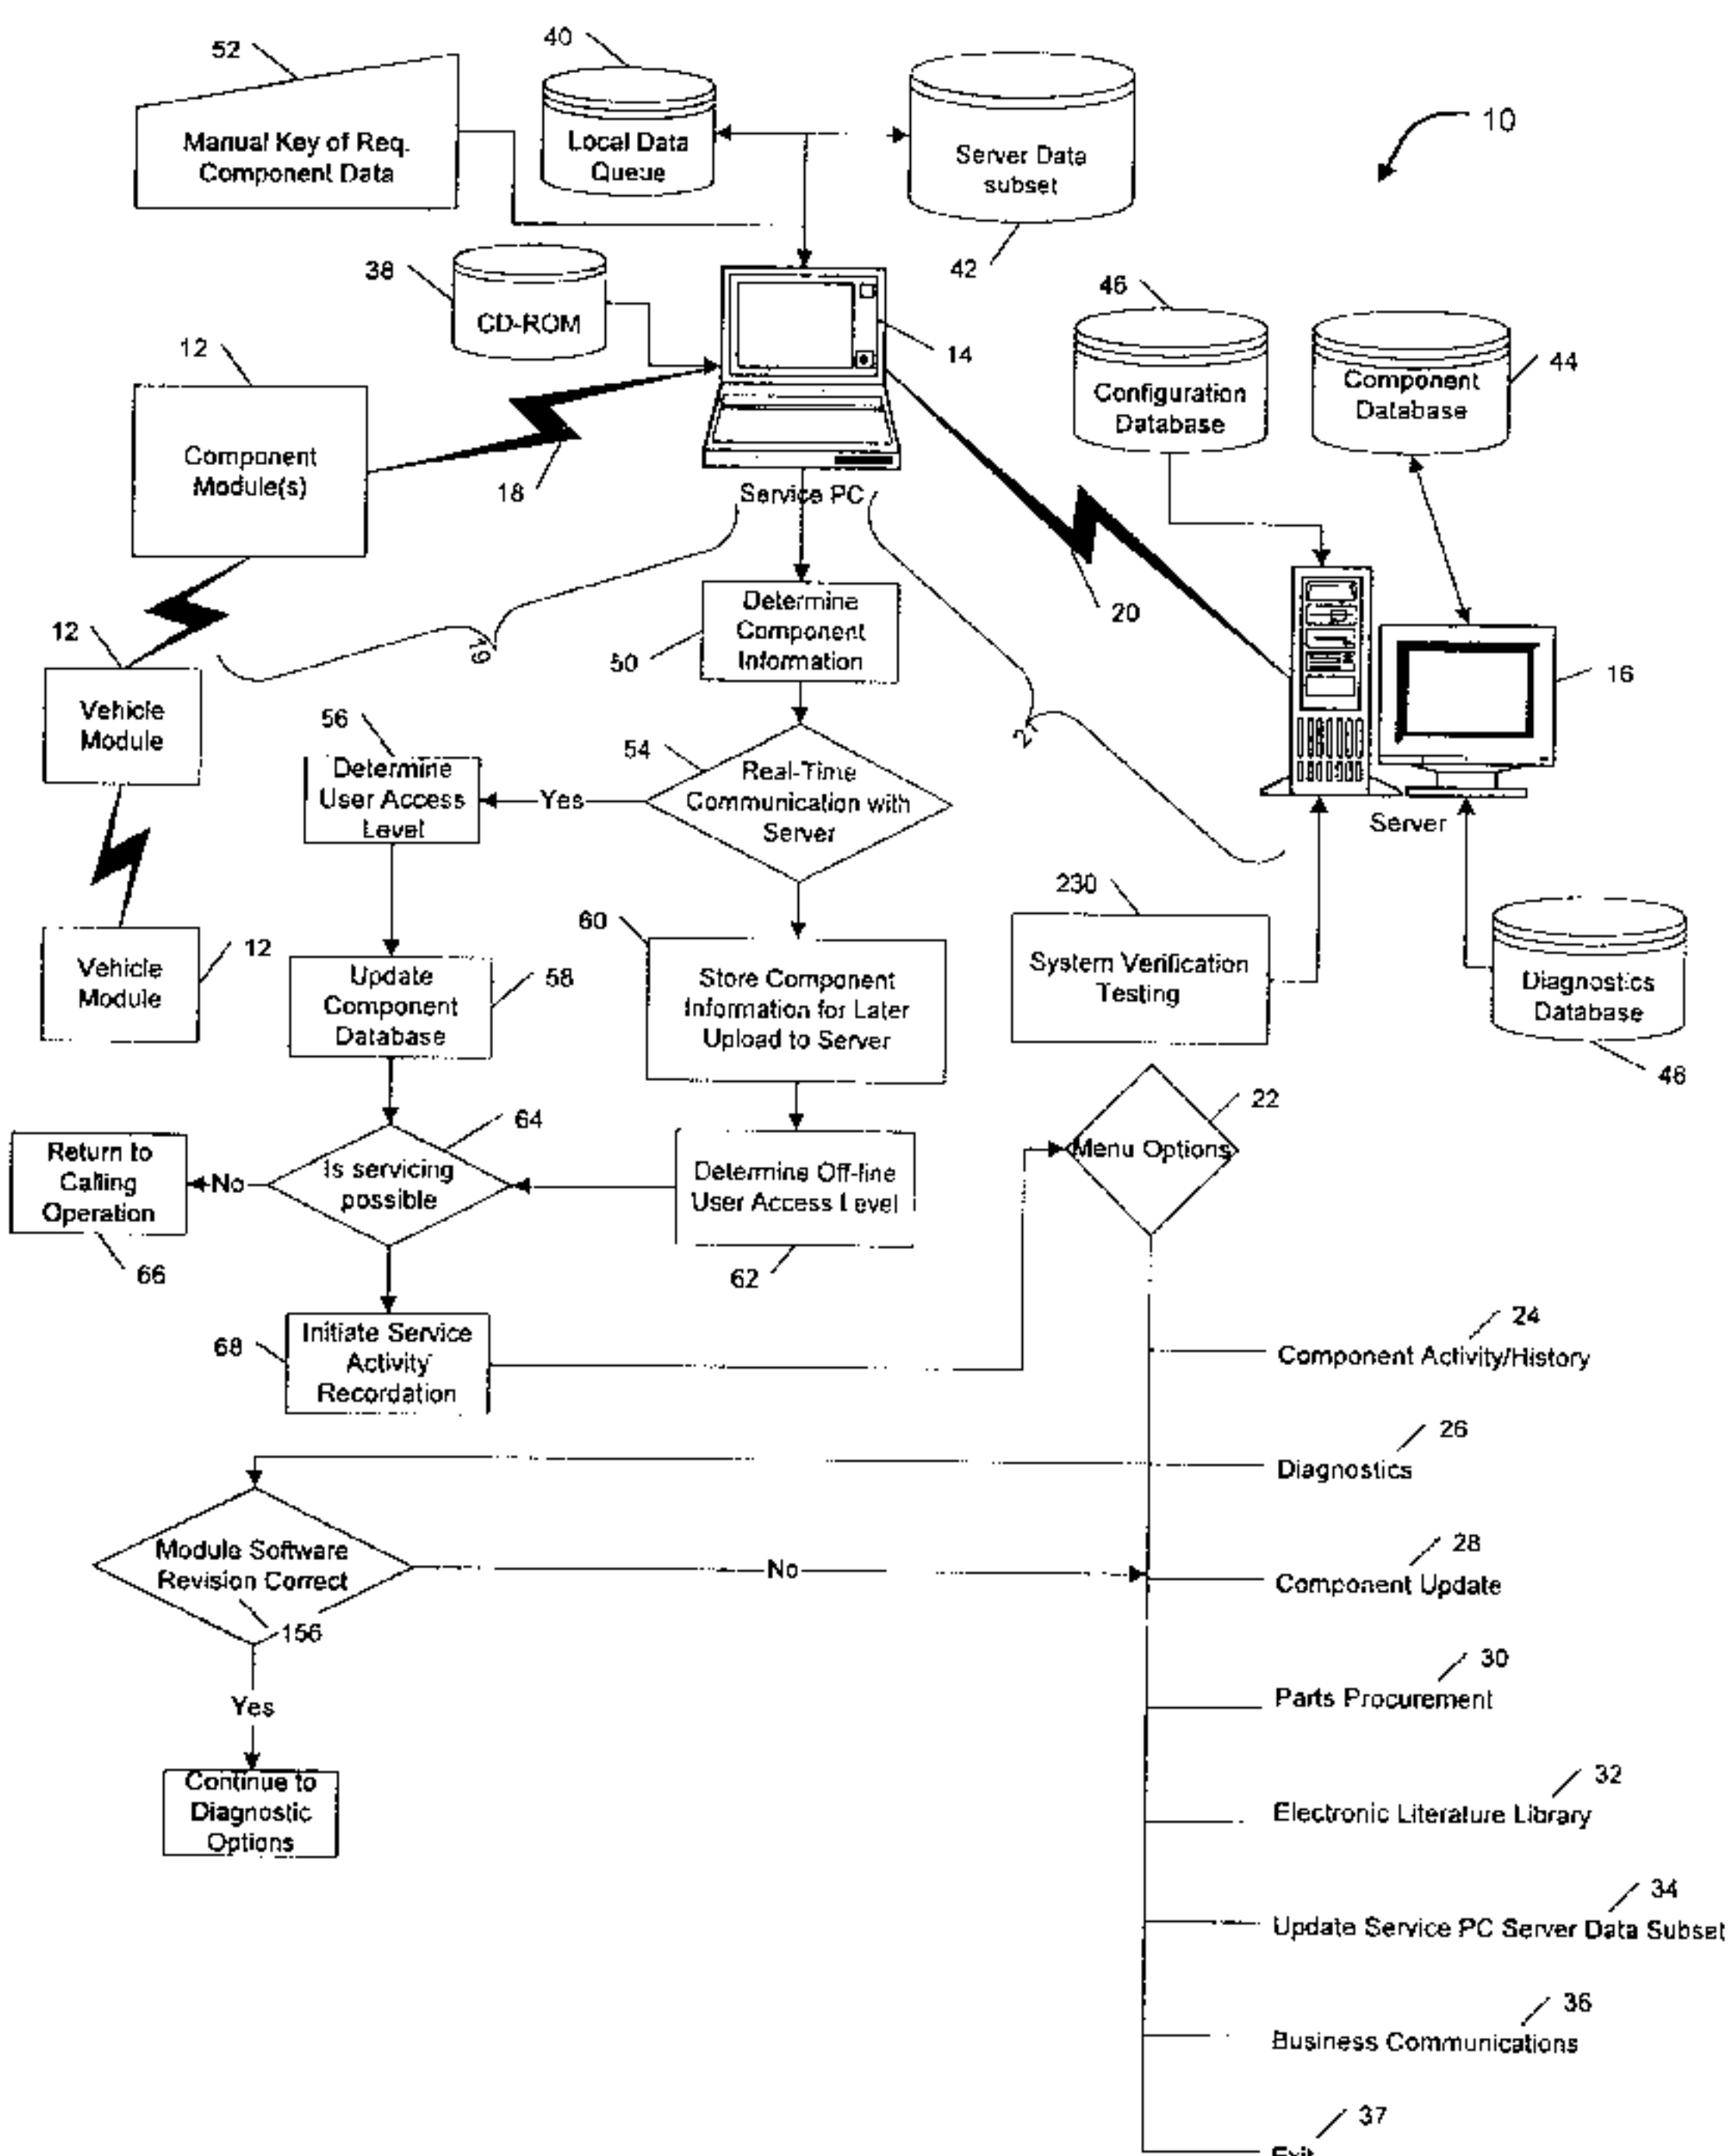 52
40
10
Manual Key of Req.
Component Data
Local Data
Queue
Server Data
subset
42
38
CD-ROM
14
46
44
Configuration
Database
Component
Database
12
Component
Module(s)
18
Service PC
20
16
Server
12
Vehicle
Module
19
21
50
Determine
Component
Information
56
Determine
User Access
Level
Yes
54
Real-Time
Communication with
Server
12
Vehicle
Module
58
Update
Component
Database
60
Store Component
Information for Later
Upload to Server
230
System Verification
Testing
Diagnostics
Database
48
22
Menu Options
64
Is servicing
possible
No
Return to
Calling
Operation
66
Determine Off-line
User Access Level
62
68
Initiate Service
Activity
Recordation
24
Component Activity/History
26
Diagnostics
Module Software
Revision Correct
156
No
28
Component Update
Yes
30
Parts Procurement
Continue to
Diagnostic
Options
32
Electronic Literature Library
34
Update Service PC Server Data Subset
36
Business Communications
37
Exit